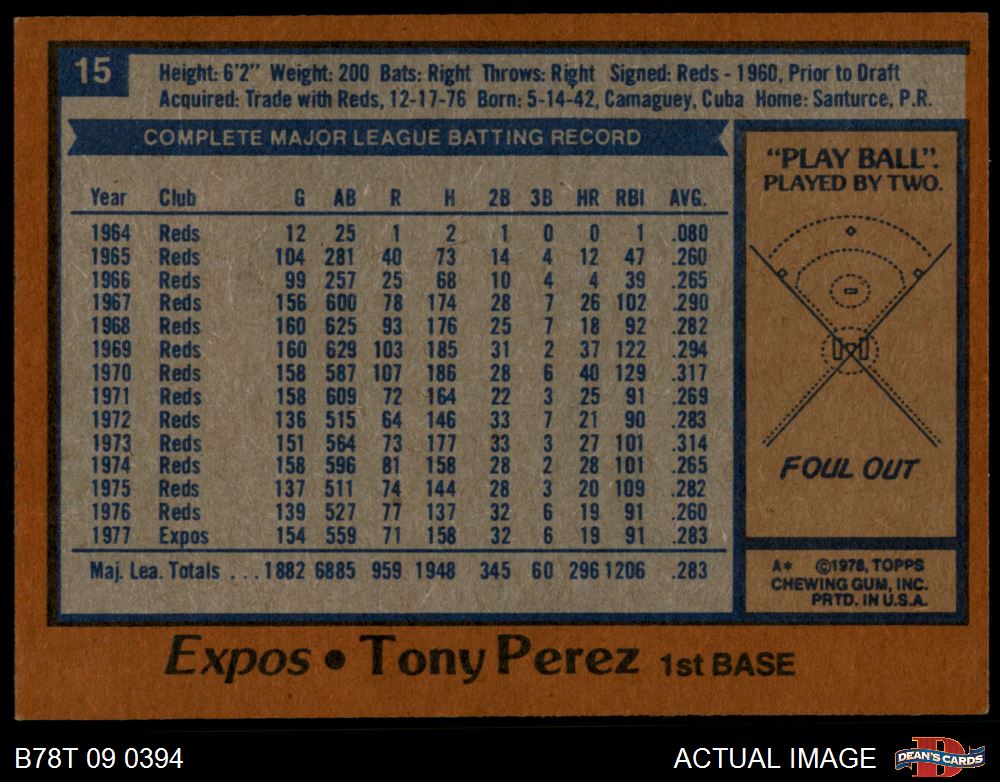 15
Height: 6'2" Weight: 200 Bats: Right Throws: Right Signed: Reds - 1960, Prior to Draft
Acquired: Trade with Reds, 12-17-76 Born: 5-14-42, Camaguey, Cuba Home: Santurce, P.R.
COMPLETE MAJOR LEAGUE BATTING RECORD
Year Club G AB R H 2B 3B HR RBI AVG.
1964 Reds 12 25 1 2 1 0 0 1 .080
1965 Reds 104 281 40 73 14 4 12 47 .260
1966 Reds 99 257 25 68 10 4 4 39 .265
1967 Reds 156 600 78 174 28 7 26 102 .290
1968 Reds 160 625 93 176 25 7 18 92 .282
1969 Reds 160 629 103 185 31 2 37 122 .294
1970 Reds 158 587 107 186 28 6 40 129 .317
1971 Reds 158 609 72 164 22 3 25 91 .269
1972 Reds 136 515 64 146 33 7 21 90 .283
1973 Reds 151 564 73 177 33 3 27 101 .314
1974 Reds 158 596 81 158 28 2 28 101 .265
1975 Reds 137 511 74 144 28 3 20 109 .282
1976 Reds 139 527 77 137 32 6 19 91 .260
1977 Expos 154 559 71 158 32 6 19 91 .283
Maj. Lea. Totals ... 1882 6885 959 1948 345 60 296 1206 .283
"PLAY BALL".
PLAYED BY TWO.
FOUL OUT
A* ©1978, TOPPS
CHEWING GUM, INC.
PRTD. IN U.S.A.
Expos • Tony Perez 1st BASE
B78T 09 0394
ACTUAL IMAGE
D
DEAN'S CARDS